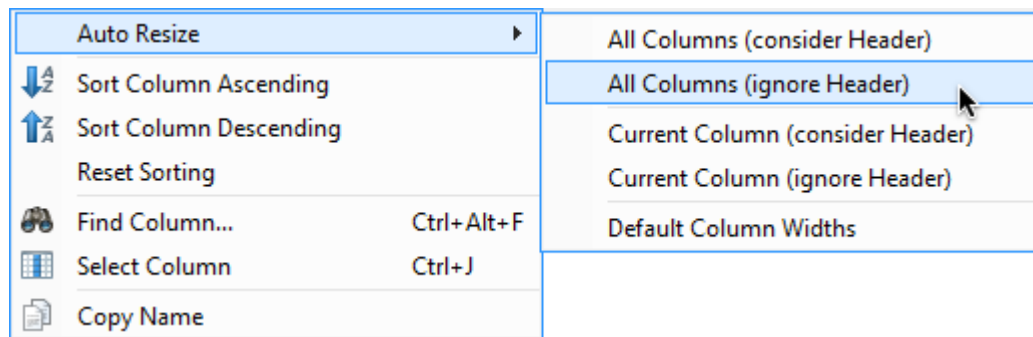 Auto Resize
Sort Column Ascending
Sort Column Descending
Reset Sorting
Find Column... Ctrl+Alt+F
Select Column Ctrl+J
Copy Name
All Columns (consider Header)
All Columns (ignore Header)
Current Column (consider Header)
Current Column (ignore Header)
Default Column Widths